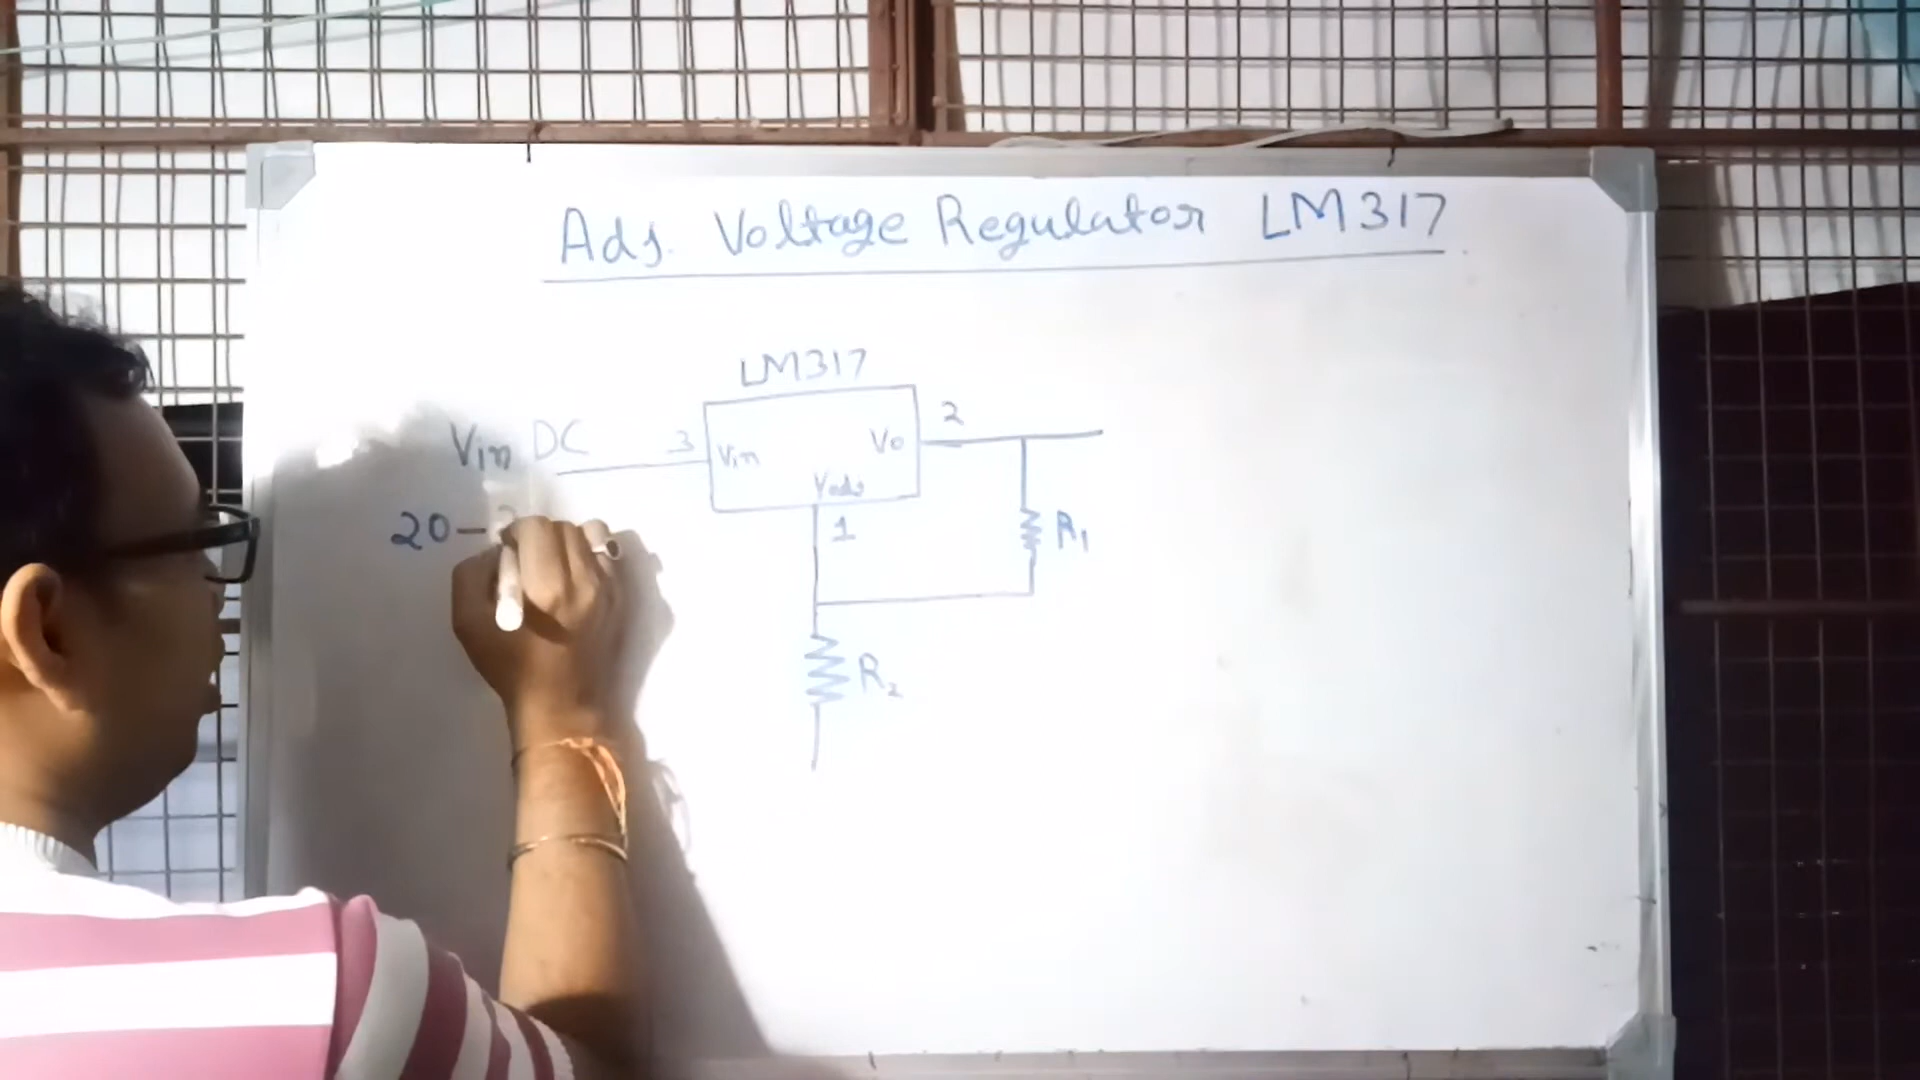 Adj. Voltage Regulator LM317
LM317
Vin DC
3
Vin
Vo
Vadj
2
1
20-
R1
R2